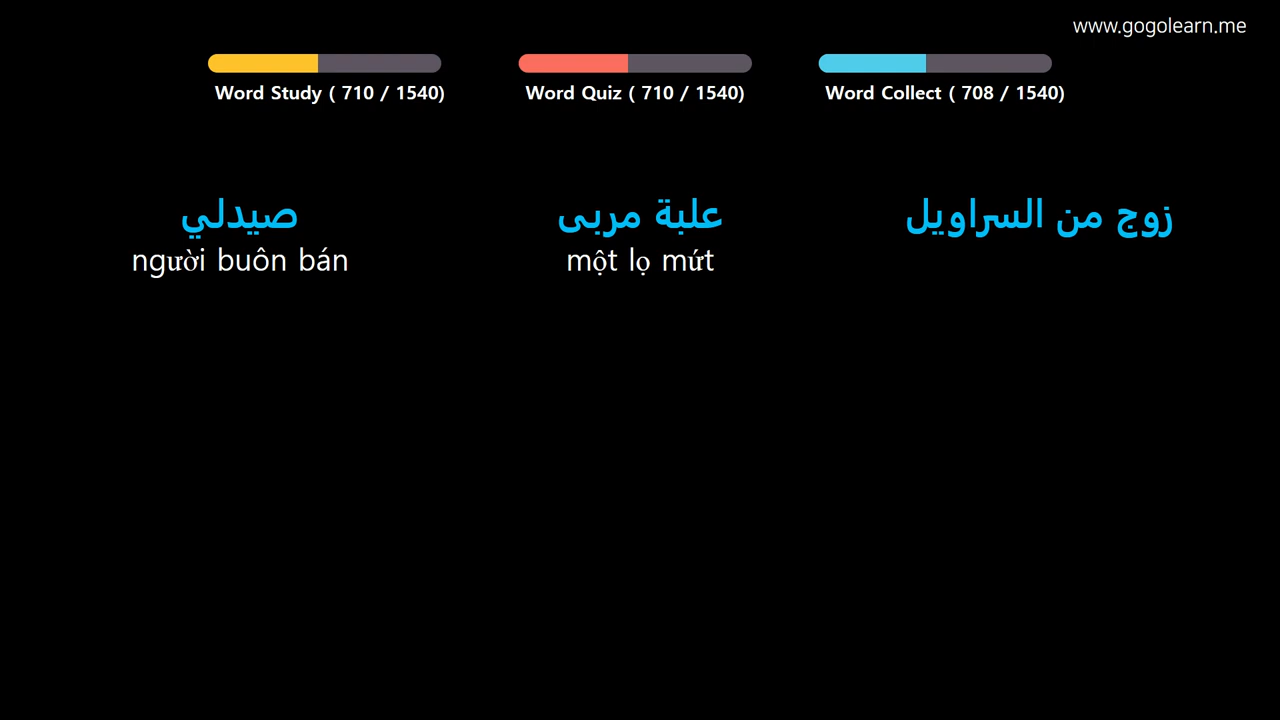 www.gogolearn.me
Word Study ( 710 / 1540)
Word Quiz ( 710 / 1540)
Word Collect ( 708 / 1540)
صيدلي
người buôn bán
علبة مربى
một lọ mứt
زوج من السراويل